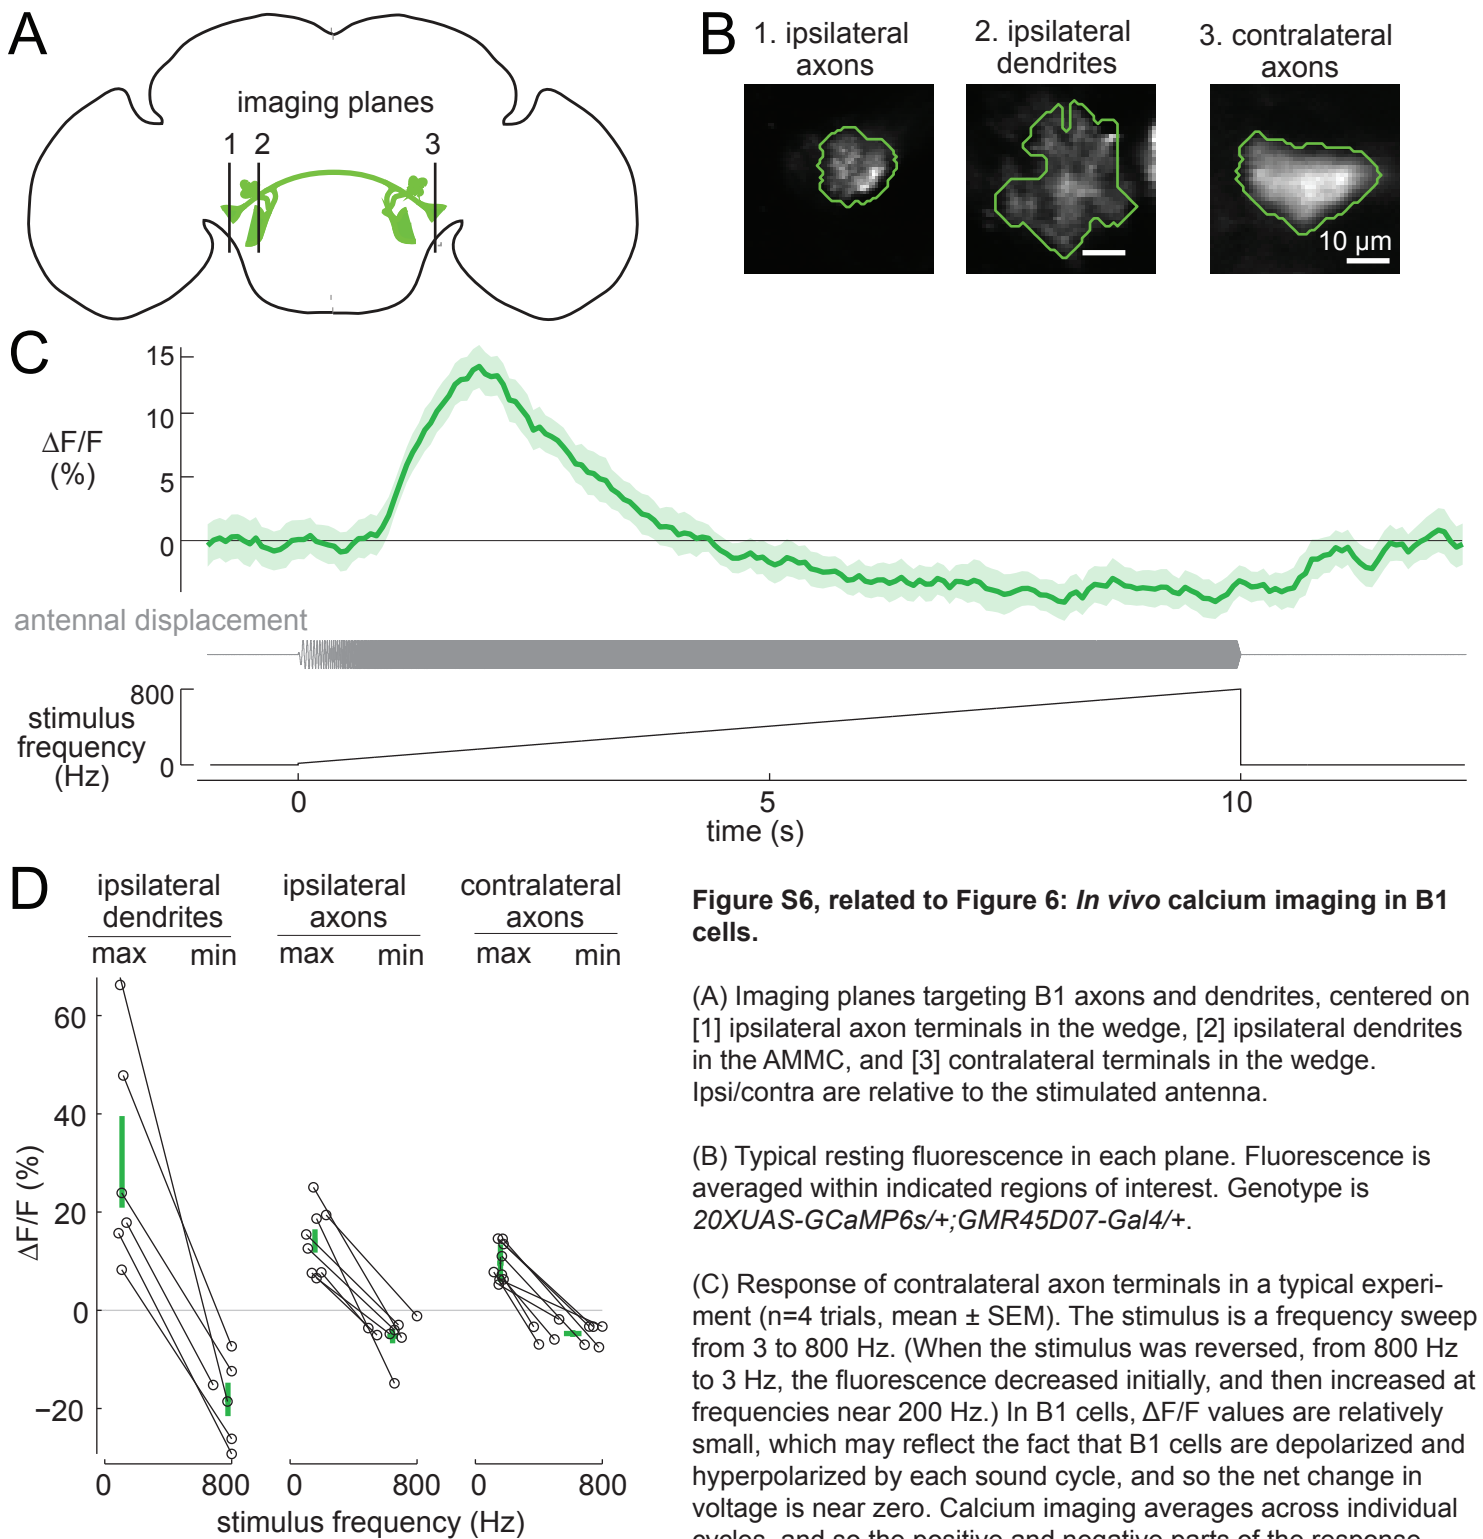 A
imaging planes
1 2 3
B
1. ipsilateral
axons
2. ipsilateral
dendrites
3. contralateral
axons
10 μm
C
15
10
5
0
ΔF/F
(%)
antennal displacement
800
0
stimulus
frequency
(Hz)
0 5 10
time (s)
D
ipsilateral
dendrites
max min
ipsilateral
axons
max min
contralateral
axons
max min
60
40
20
0
−20
ΔF/F (%)
0 800 0 800 0 800
stimulus frequency (Hz)
Figure S6, related to Figure 6: In vivo calcium imaging in B1
cells.
(A) Imaging planes targeting B1 axons and dendrites, centered on
[1] ipsilateral axon terminals in the wedge, [2] ipsilateral dendrites
in the AMMC, and [3] contralateral terminals in the wedge.
Ipsi/contra are relative to the stimulated antenna.
(B) Typical resting fluorescence in each plane. Fluorescence is
averaged within indicated regions of interest. Genotype is
20XUAS-GCaMP6s/+;GMR45D07-Gal4/+.
(C) Response of contralateral axon terminals in a typical experi-
ment (n=4 trials, mean ± SEM). The stimulus is a frequency sweep
from 3 to 800 Hz. (When the stimulus was reversed, from 800 Hz
to 3 Hz, the fluorescence decreased initially, and then increased at
frequencies near 200 Hz.) In B1 cells, ΔF/F values are relatively
small, which may reflect the fact that B1 cells are depolarized and
hyperpolarized by each sound cycle, and so the net change in
voltage is near zero. Calcium imaging averages across individual
cycles, and so the positive and negative parts of the response